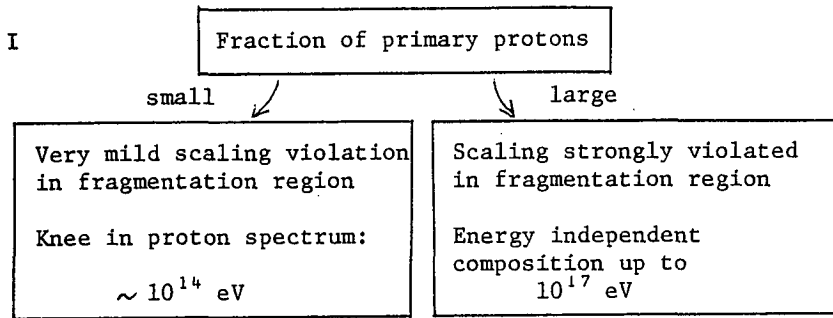 I
Fraction of primary protons
small
large
Very mild scaling violation
in fragmentation region
Knee in proton spectrum:
~ 10^14 eV
Scaling strongly violated
in fragmentation region
Energy independent
composition up to
10^17 eV